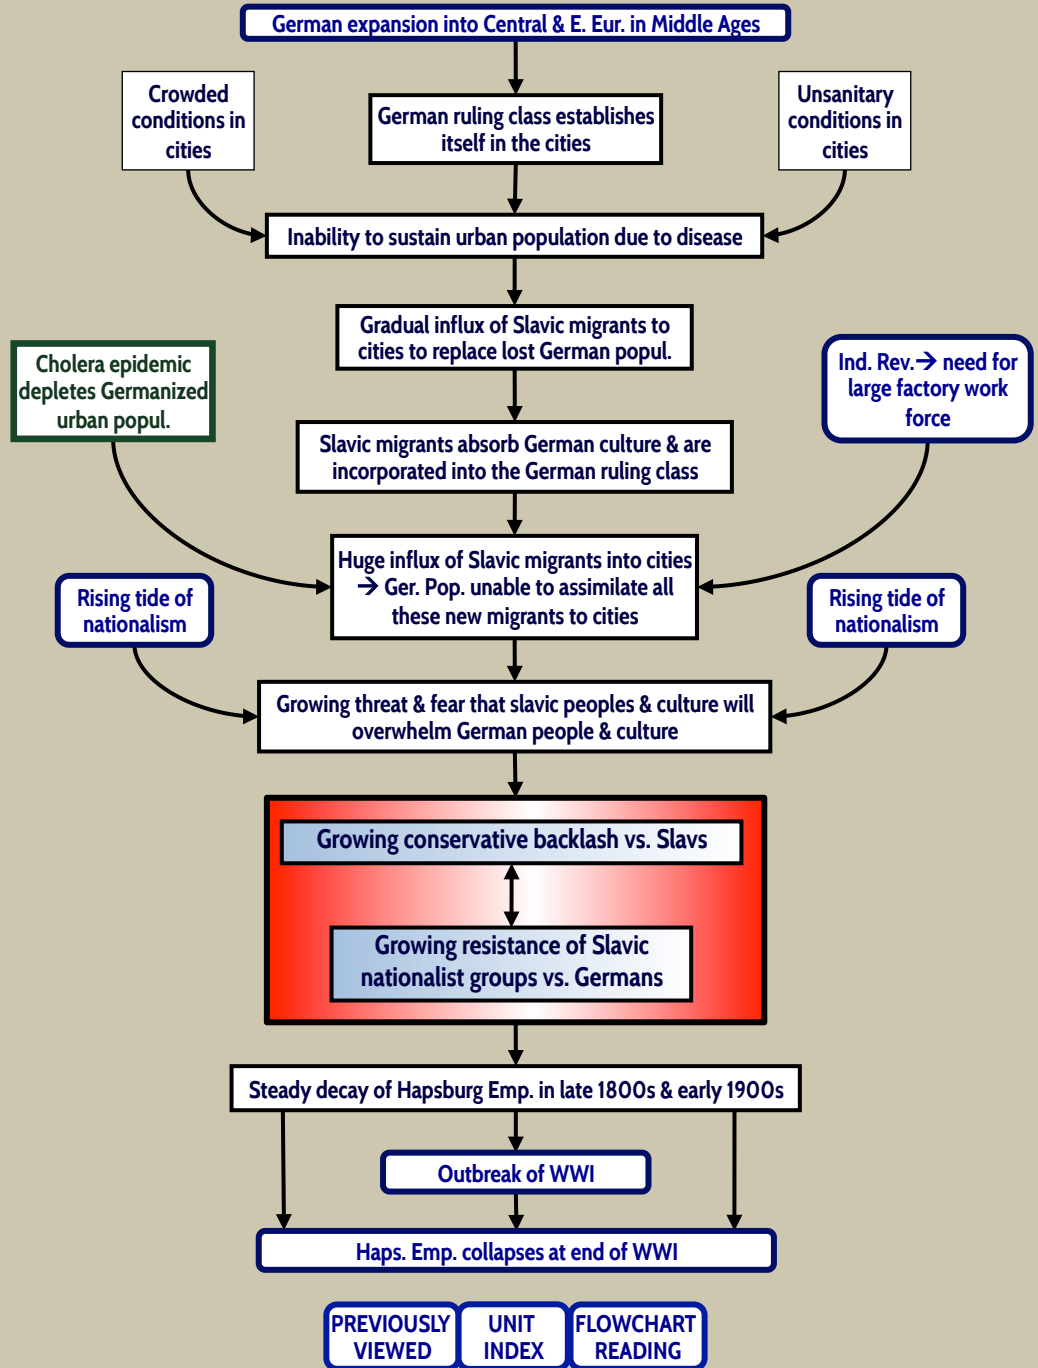 German expansion into Central & E. Eur. in Middle Ages
Crowded
conditions in
cities
German ruling class establishes
itself in the cities
Unsanitary
conditions in
cities
Inability to sustain urban population due to disease
Gradual influx of Slavic migrants to
cities to replace lost German popul.
Cholera epidemic
depletes Germanized
urban popul.
Ind. Rev.→ need for
large factory work
force
Slavic migrants absorb German culture & are
incorporated into the German ruling class
Huge influx of Slavic migrants into cities
→ Ger. Pop. unable to assimilate all
these new migrants to cities
Rising tide of
nationalism
Rising tide of
nationalism
Growing threat & fear that slavic peoples & culture will
overwhelm German people & culture
Growing conservative backlash vs. Slavs
Growing resistance of Slavic
nationalist groups vs. Germans
Steady decay of Hapsburg Emp. in late 1800s & early 1900s
Outbreak of WWI
Haps. Emp. collapses at end of WWI
PREVIOUSLY
VIEWED
UNIT
INDEX
FLOWCHART
READING